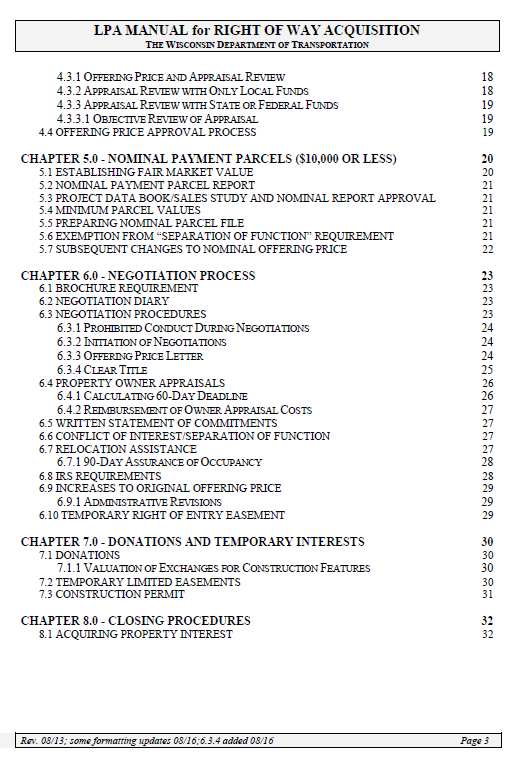 LPA MANUAL for RIGHT OF WAY ACQUISITION
THE WISCONSIN DEPARTMENT OF TRANSPORTATION
4.3.1 OFFERING PRICE AND APPRAISAL REVIEW 18
4.3.2 APPRAISAL REVIEW WITH ONLY LOCAL FUNDS 18
4.3.3 APPRAISAL REVIEW WITH STATE OR FEDERAL FUNDS 19
4.3.3.1 OBJECTIVE REVIEW OF APPRAISAL 19
4.4 OFFERING PRICE APPROVAL PROCESS 19
CHAPTER 5.0 - NOMINAL PAYMENT PARCELS ($10,000 OR LESS) 20
5.1 ESTABLISHING FAIR MARKET VALUE 20
5.2 NOMINAL PAYMENT PARCEL REPORT 21
5.3 PROJECT DATA BOOK/SALES STUDY AND NOMINAL REPORT APPROVAL 21
5.4 MINIMUM PARCEL VALUES 21
5.5 PREPARING NOMINAL PARCEL FILE 21
5.6 EXEMPTION FROM “SEPARATION OF FUNCTION” REQUIREMENT 21
5.7 SUBSEQUENT CHANGES TO NOMINAL OFFERING PRICE 22
CHAPTER 6.0 - NEGOTIATION PROCESS 23
6.1 BROCHURE REQUIREMENT 23
6.2 NEGOTIATION DIARY 23
6.3 NEGOTIATION PROCEDURES 23
6.3.1 PROHIBITED CONDUCT DURING NEGOTIATIONS 24
6.3.2 INITIATION OF NEGOTIATIONS 24
6.3.3 OFFERING PRICE LETTER 24
6.3.4 CLEAR TITLE 25
6.4 PROPERTY OWNER APPRAISALS 26
6.4.1 CALCULATING 60-DAY DEADLINE 26
6.4.2 REIMBURSEMENT OF OWNER APPRAISAL COSTS 27
6.5 WRITTEN STATEMENT OF COMMITMENTS 27
6.6 CONFLICT OF INTEREST/SEPARATION OF FUNCTION 27
6.7 RELOCATION ASSISTANCE 27
6.7.1 90-DAY ASSURANCE OF OCCUPANCY 28
6.8 IRS REQUIREMENTS 28
6.9 INCREASES TO ORIGINAL OFFERING PRICE 29
6.9.1 ADMINISTRATIVE REVISIONS 29
6.10 TEMPORARY RIGHT OF ENTRY EASEMENT 29
CHAPTER 7.0 - DONATIONS AND TEMPORARY INTERESTS 30
7.1 DONATIONS 30
7.1.1 VALUATION OF EXCHANGES FOR CONSTRUCTION FEATURES 30
7.2 TEMPORARY LIMITED EASEMENTS 30
7.3 CONSTRUCTION PERMIT 31
CHAPTER 8.0 - CLOSING PROCEDURES 32
8.1 ACQUIRING PROPERTY INTEREST 32
Rev. 08/13; some formatting updates 08/16;6.3.4 added 08/16 Page 3